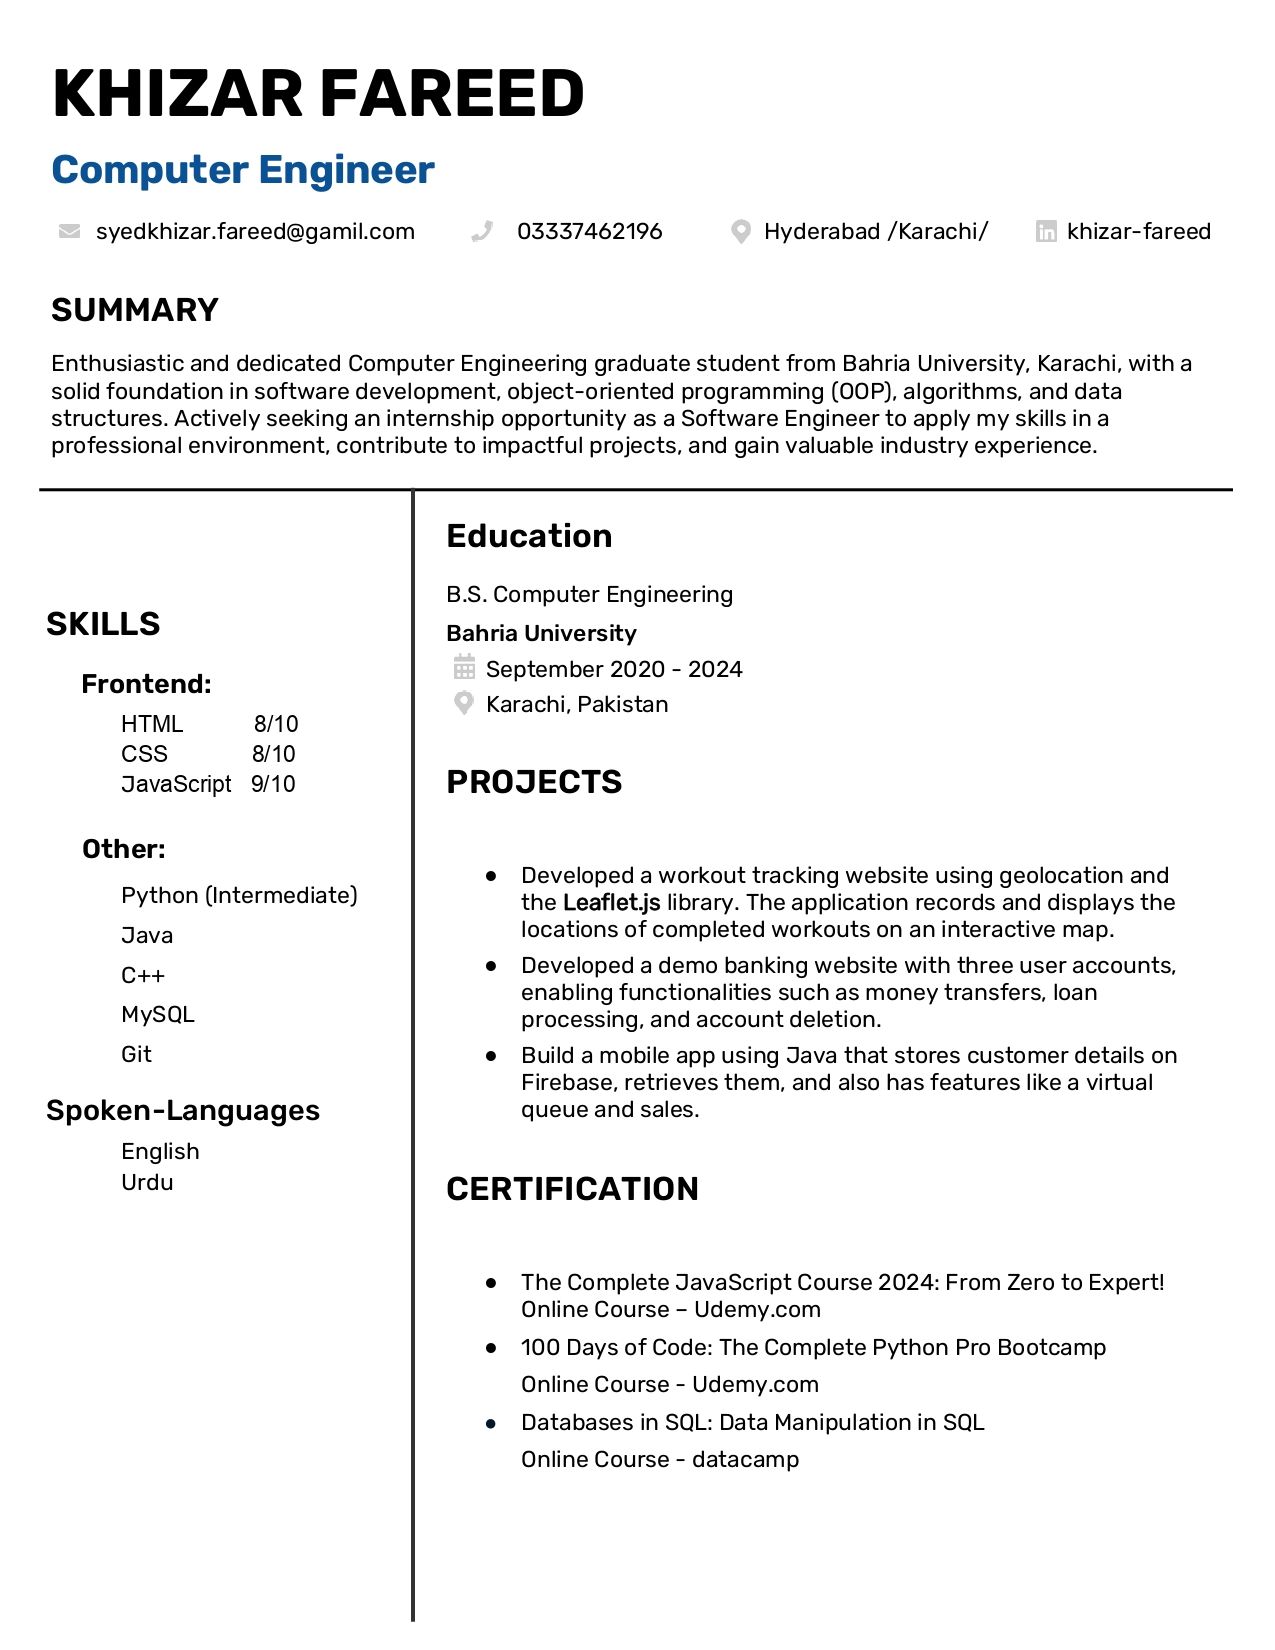 KHIZAR FAREED
Computer Engineer
syedkhizar.fareed@gamil.com 03337462196 Hyderabad /Karachi/ khizar-fareed
SUMMARY
Enthusiastic and dedicated Computer Engineering graduate student from Bahria University, Karachi, with a
solid foundation in software development, object-oriented programming (OOP), algorithms, and data
structures. Actively seeking an internship opportunity as a Software Engineer to apply my skills in a
professional environment, contribute to impactful projects, and gain valuable industry experience.
SKILLS
Frontend:
HTML 8/10
CSS 8/10
JavaScript 9/10
Other:
Python (Intermediate)
Java
C++
MySQL
Git
Spoken-Languages
English
Urdu
Education
B.S. Computer Engineering
Bahria University
September 2020 - 2024
Karachi, Pakistan
PROJECTS
● Developed a workout tracking website using geolocation and
the Leaflet.js library. The application records and displays the
locations of completed workouts on an interactive map.
● Developed a demo banking website with three user accounts,
enabling functionalities such as money transfers, loan
processing, and account deletion.
● Build a mobile app using Java that stores customer details on
Firebase, retrieves them, and also has features like a virtual
queue and sales.
CERTIFICATION
● The Complete JavaScript Course 2024: From Zero to Expert!
Online Course – Udemy.com
● 100 Days of Code: The Complete Python Pro Bootcamp
Online Course - Udemy.com
● Databases in SQL: Data Manipulation in SQL
Online Course - datacamp